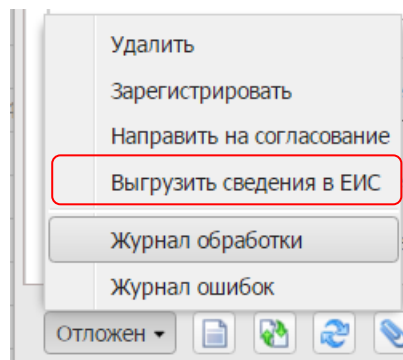 Удалить
Зарегистрировать
Направить на согласование
Выгрузить сведения в ЕИС
Журнал обработки
Журнал ошибок
Отложен